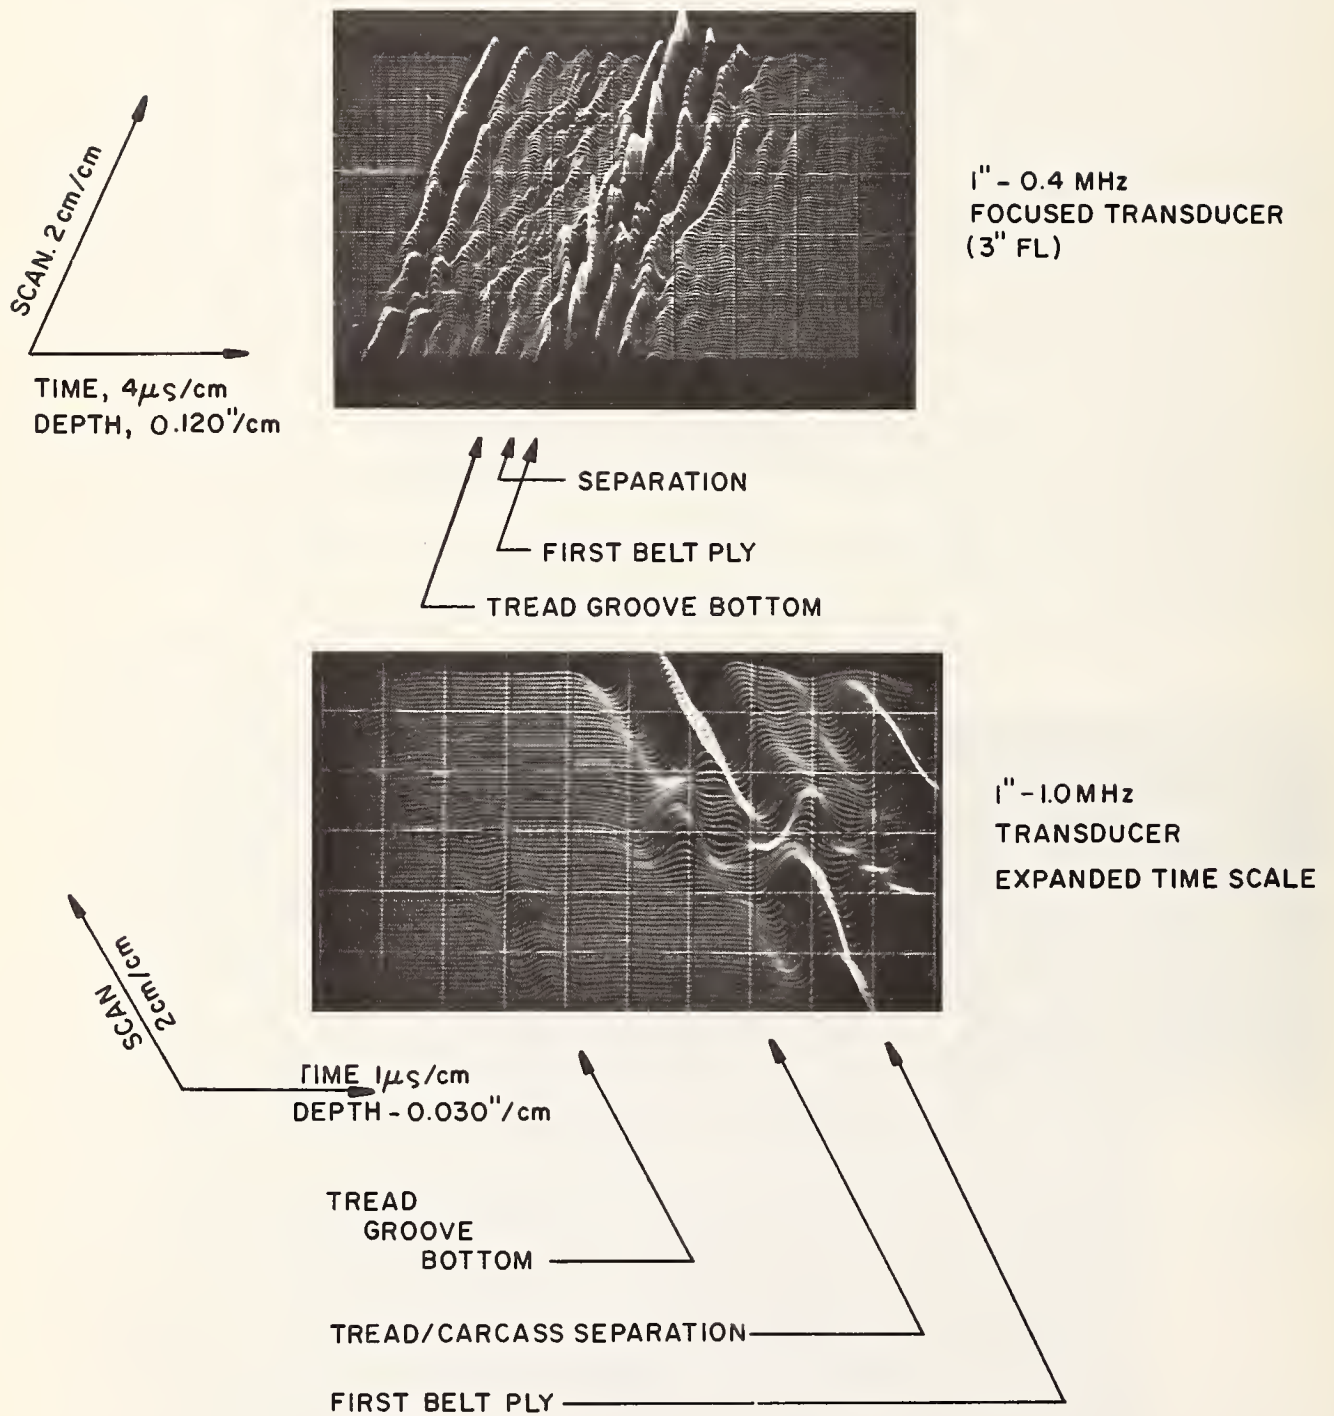 SCAN. 2 cm/cm
TIME, 4μs/cm
DEPTH, 0.120"/cm
1" - 0.4 MHz
FOCUSED TRANSDUCER
(3" FL)
SEPARATION
FIRST BELT PLY
TREAD GROOVE BOTTOM
1" - 1.0 MHz
TRANSDUCER
EXPANDED TIME SCALE
SCAN
2cm/cm
TIME 1μs/cm
DEPTH - 0.030"/cm
TREAD
GROOVE
BOTTOM
TREAD/CARCASS SEPARATION
FIRST BELT PLY